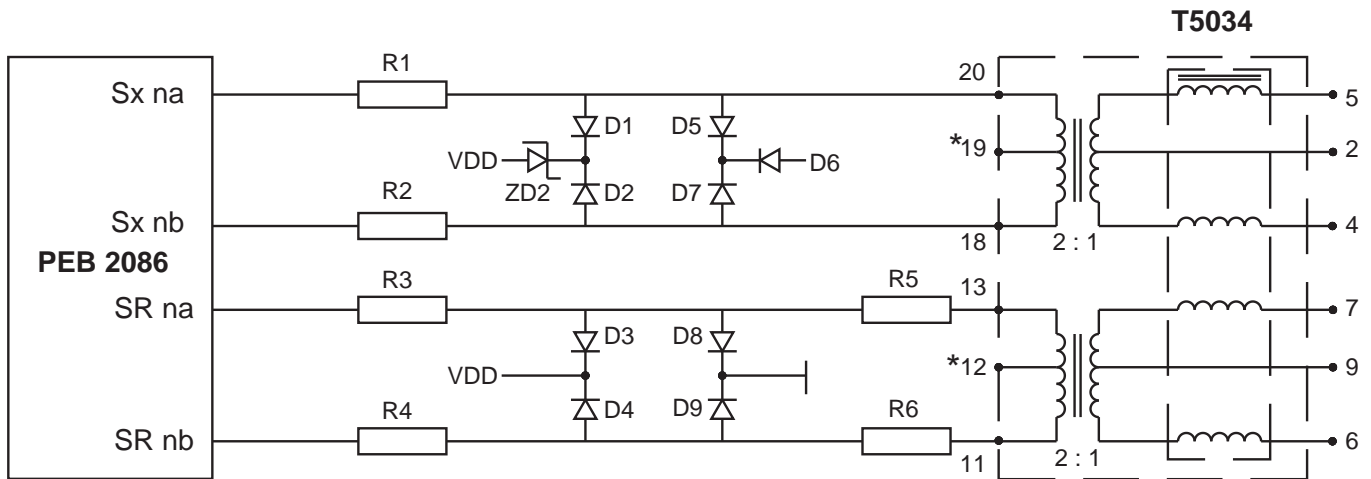 T5034
R1
20
Sx na
5
D1
D5
*19
VDD
D6
2
ZD2
D2
D7
R2
Sx nb
18
2 : 1
4
PEB 2086
R3
R5
13
SR na
7
D3
D8
*12
VDD
9
D4
D9
R4
R6
SR nb
11
2 : 1
6